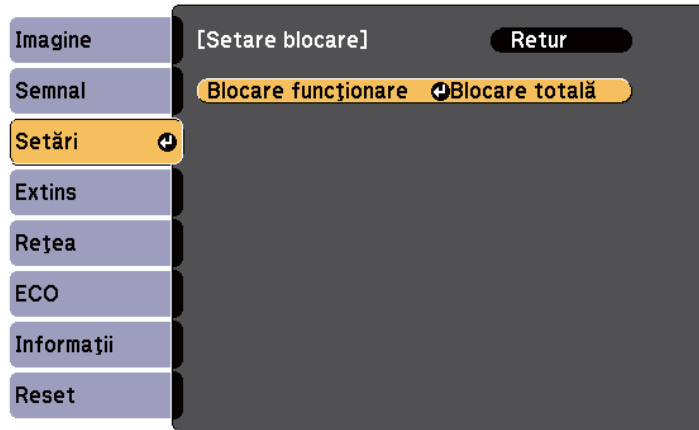 Imagine
Semnal
Setări
Extins
Reţea
ECO
Informaţii
Reset
[Setare blocare] Retur
Blocare funcţionare Blocare totală